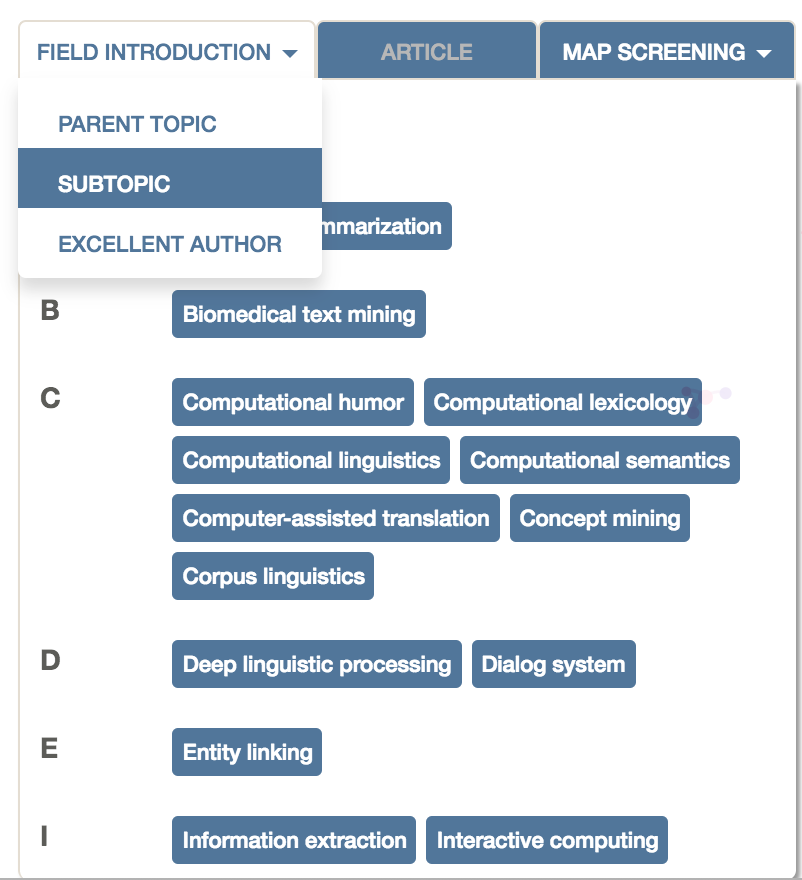 FIELD INTRODUCTION ARTICLE MAP SCREENING
PARENT TOPIC
SUBTOPIC
EXCELLENT AUTHOR
B Biomedical text mining
C Computational humor Computational lexicology
Computational linguistics Computational semantics
Computer-assisted translation Concept mining
Corpus linguistics
D Deep linguistic processing Dialog system
E Entity linking
I Information extraction Interactive computing